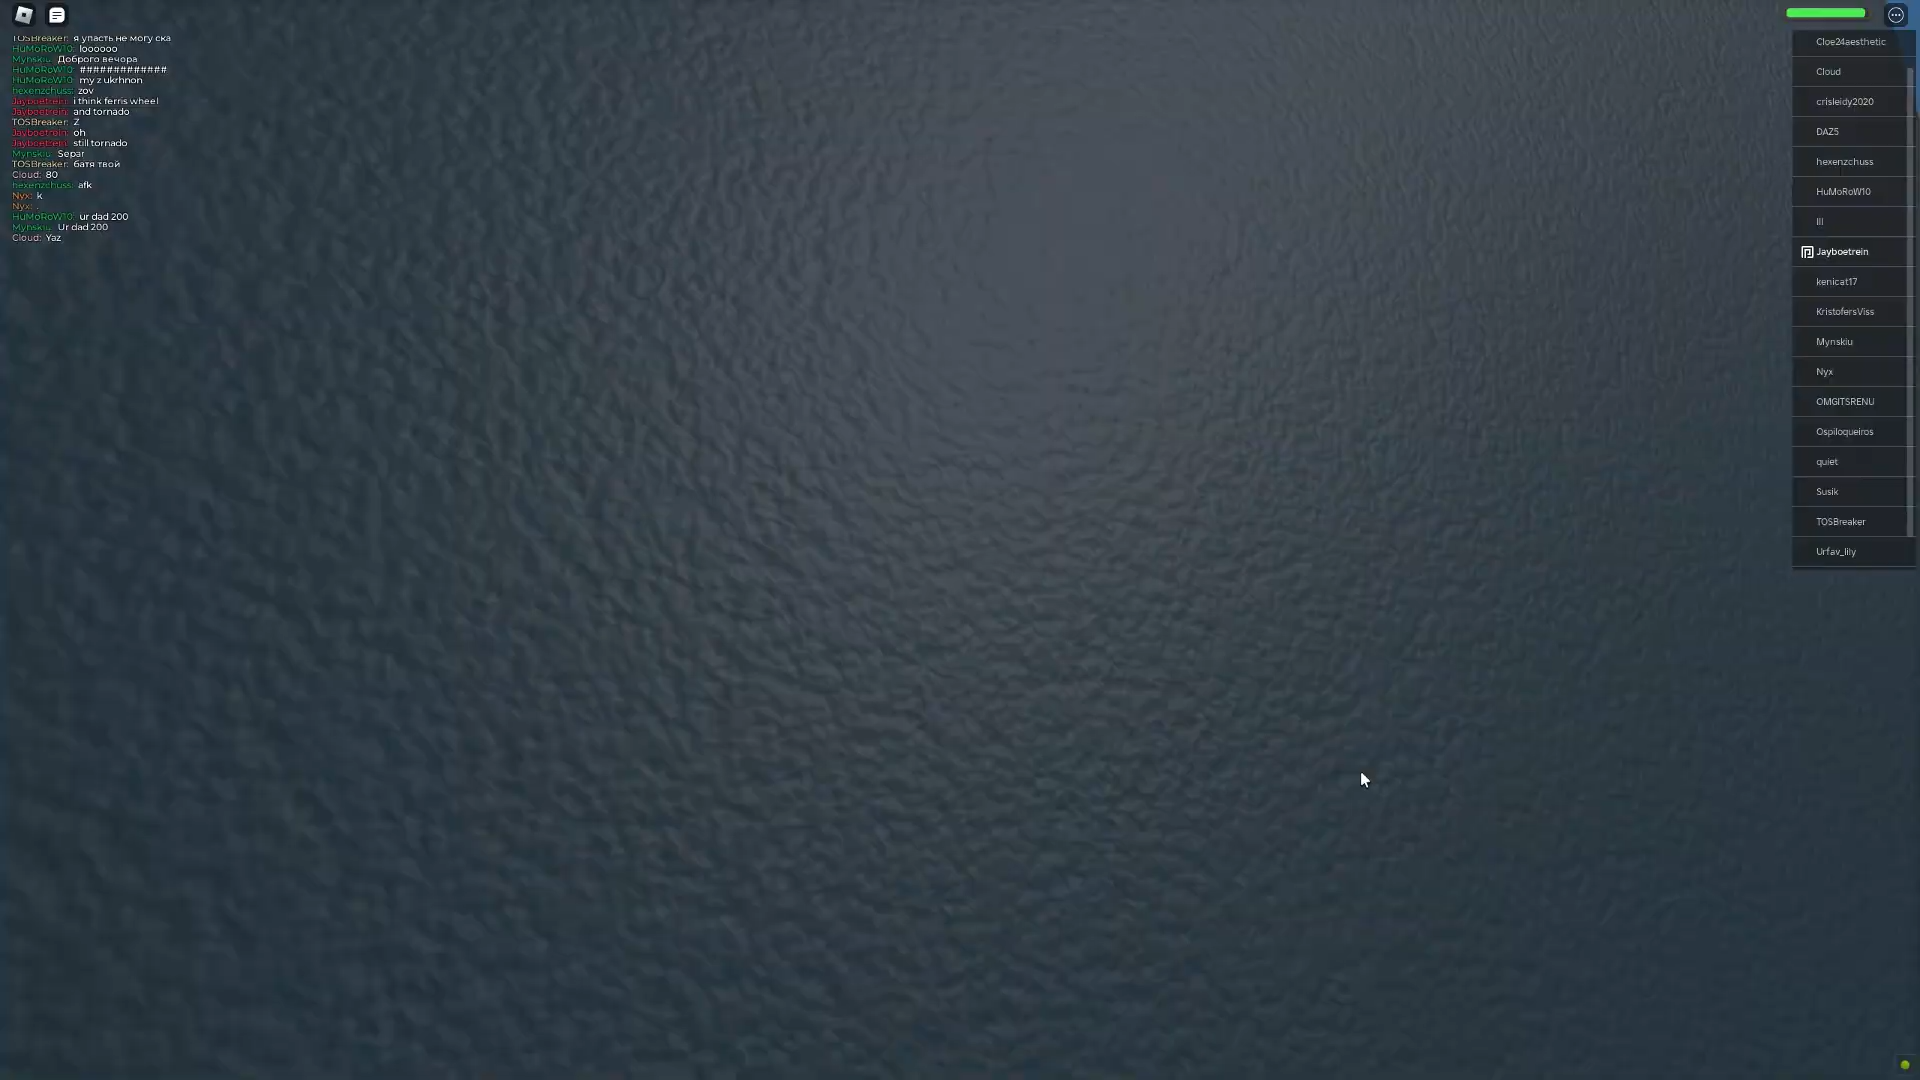 TOSBreaker: я упасть не могу ска
HuMoRoW10: loooooo
Mynskiu: Доброго вечора
HuMoRoW10: #############
HuMoRoW10: my z ukrhnon
hexenzchuss: zov
Jayboetrein: i think ferris wheel
Jayboetrein: and tornado
TOSBreaker: Z
Jayboetrein: oh
Jayboetrein: still tornado
Mynskiu: Separ
TOSBreaker: батя твой
Cloud: 80
hexenzchuss: afk
Nyx: k
Nyx: .
HuMoRoW10: ur dad 200
Mynskiu: Ur dad 200
Cloud: Yaz
Cloe24aesthetic
Cloud
crisleidy2020
DAZ5
hexenzchuss
HuMoRoW10
lll
Jayboetrein
kenicat17
KristofersViss
Mynskiu
Nyx
OMGITSRENU
Ospiloqueiros
quiet
Susik
TOSBreaker
Urfav_lily